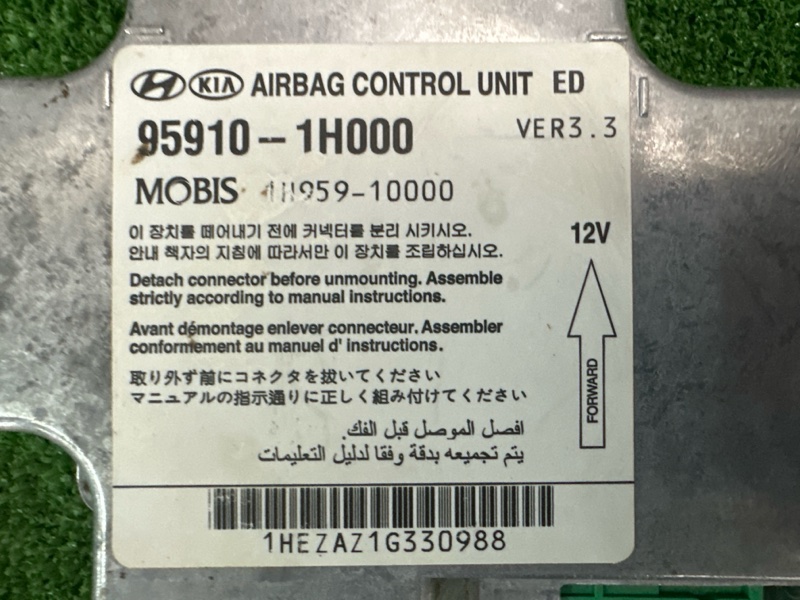 KIA AIRBAG CONTROL UNIT ED
95910-1H000
VER3.3
MOBIS 1H959-10000
이 장치를 떼어내기 전에 커넥터를 분리 시키시오.
안내 책자의 지침에 따라서만 이 장치를 조립하십시오.
12V
Detach connector before unmounting. Assemble
strictly according to manual instructions.
Avant démontage enlever connecteur. Assembler
conformement au manuel d' instructions.
FORWARD
取り外ず前にコネクタを抜いてください
マニュアルの指示通りに正しく組み付けてください
افصل الموصل قبل الفك.
يتم تجميعه بدقة وفقا لدليل التعليمات
1HEZAZ1G330988